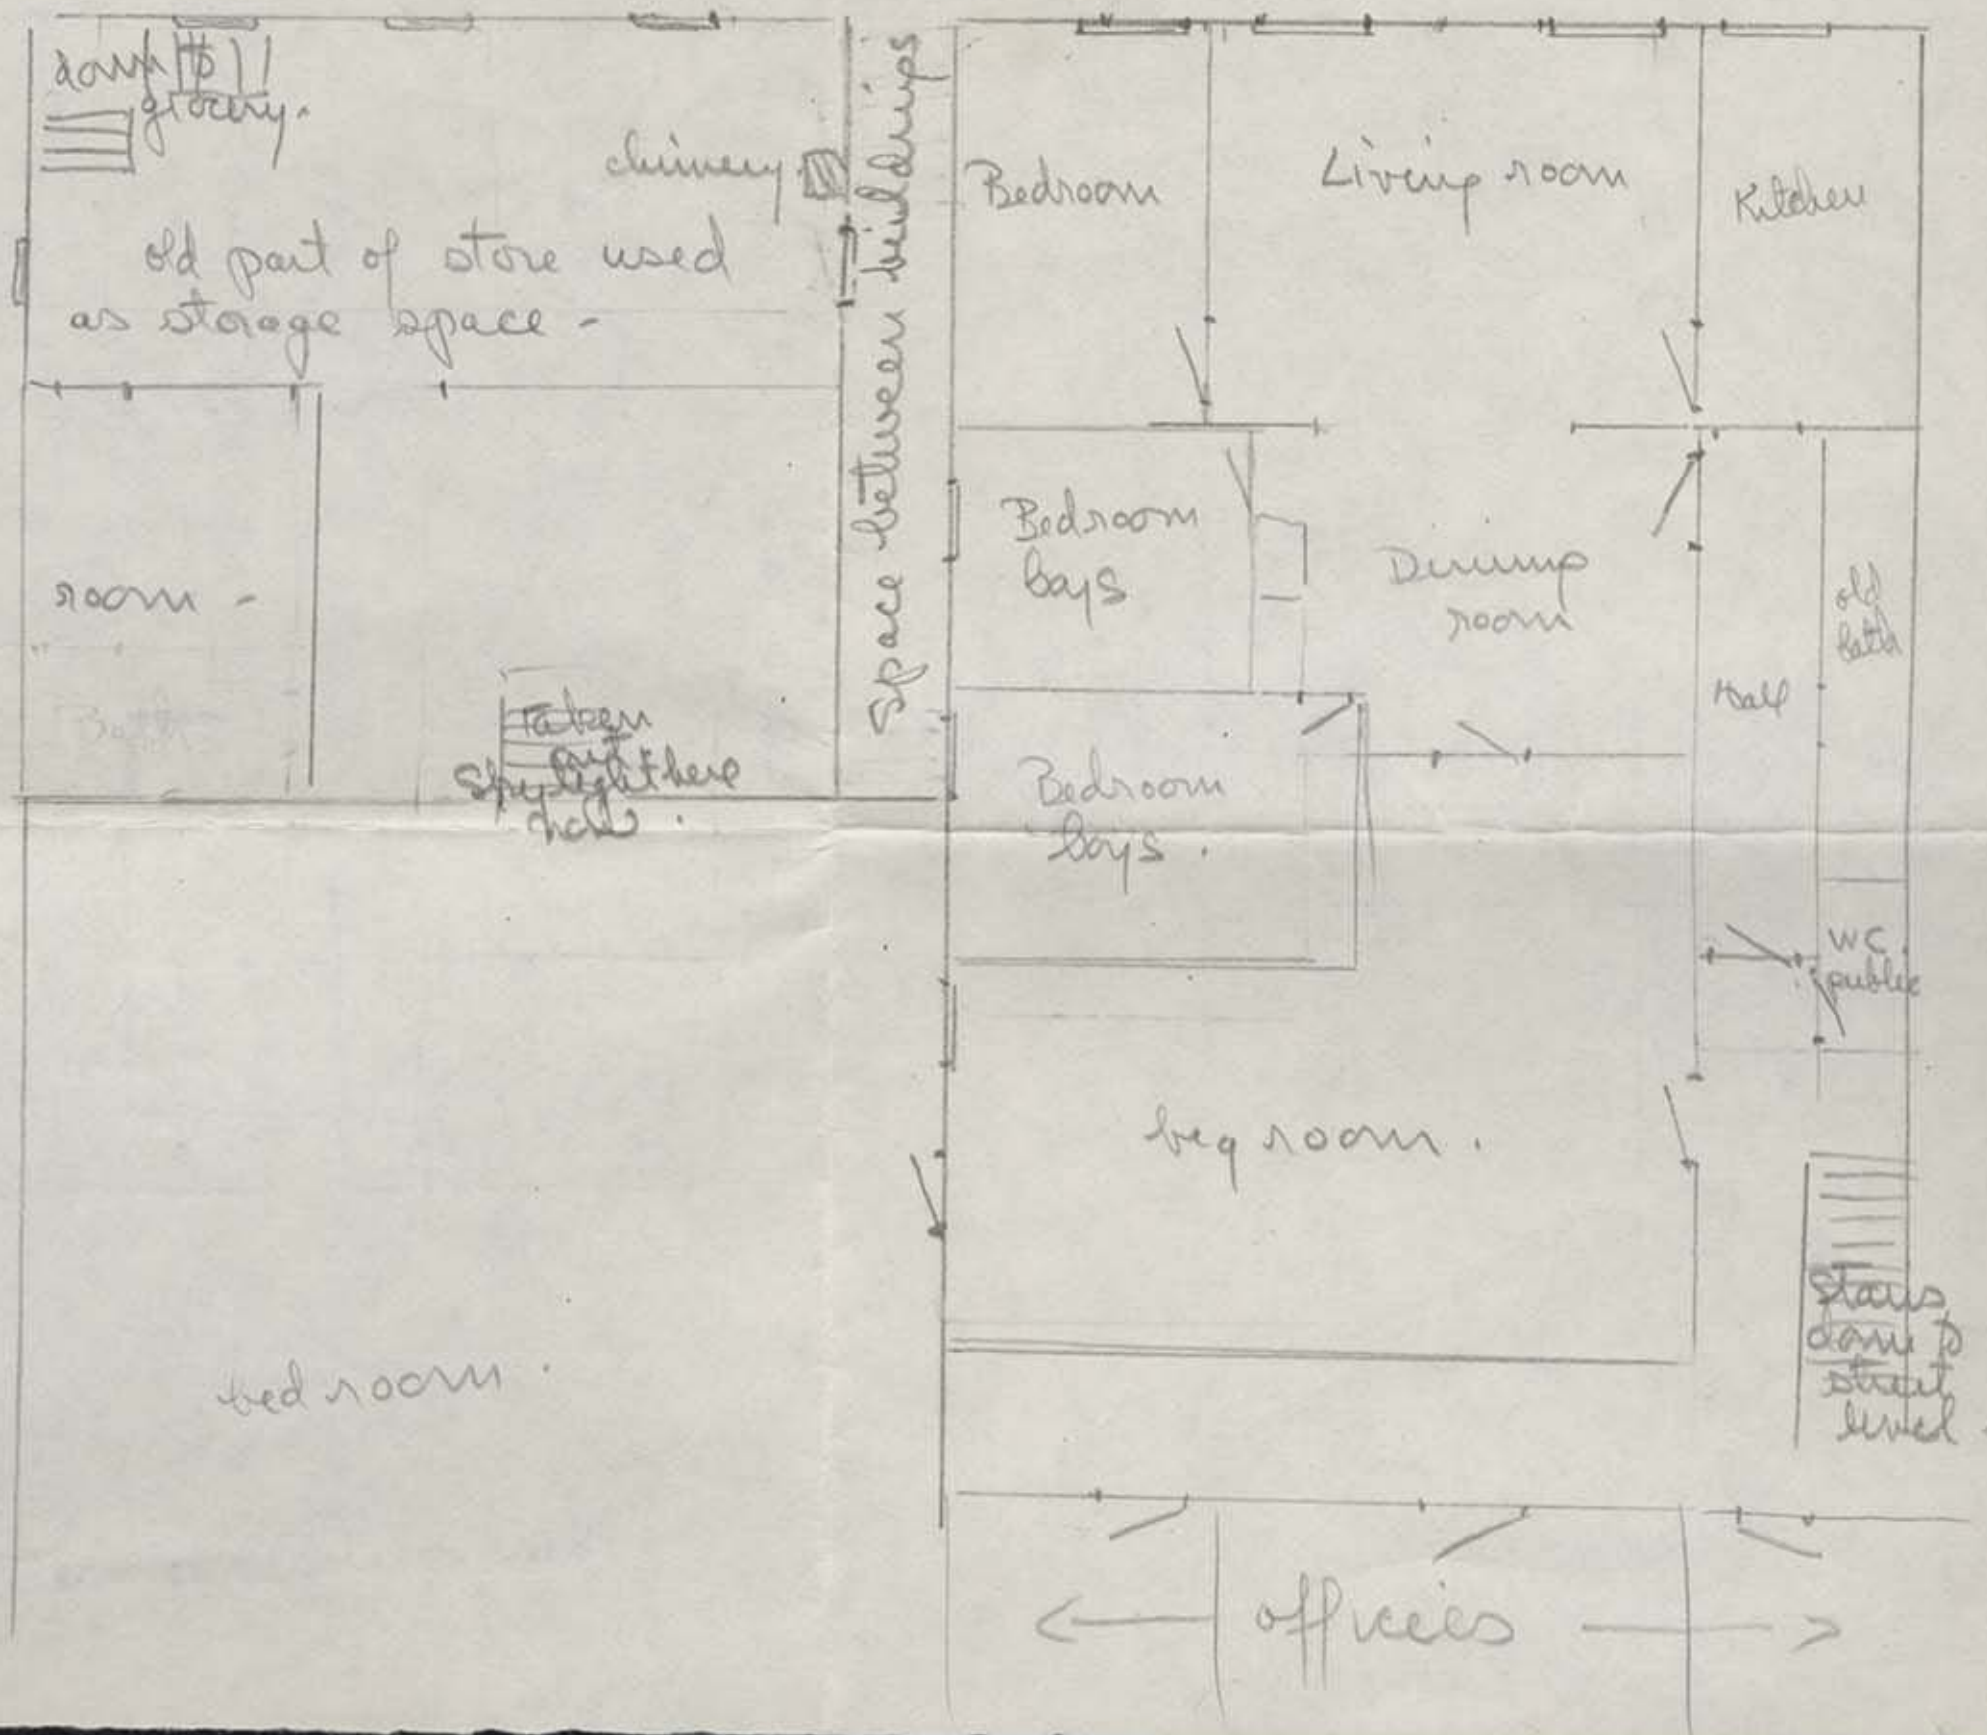 down to
grocery.
chimney
old part of store used
as storage space -
room -
Bath
Taken
out
Skylight here
now.
bed room.
Space between buildings
Bedroom
Living room
Kitchen
Bedroom
boys
Dining
room
Hall
old
bath
Bedroom
boys.
W.C.
public
big room.
Stairs
down to
street
level.
offices